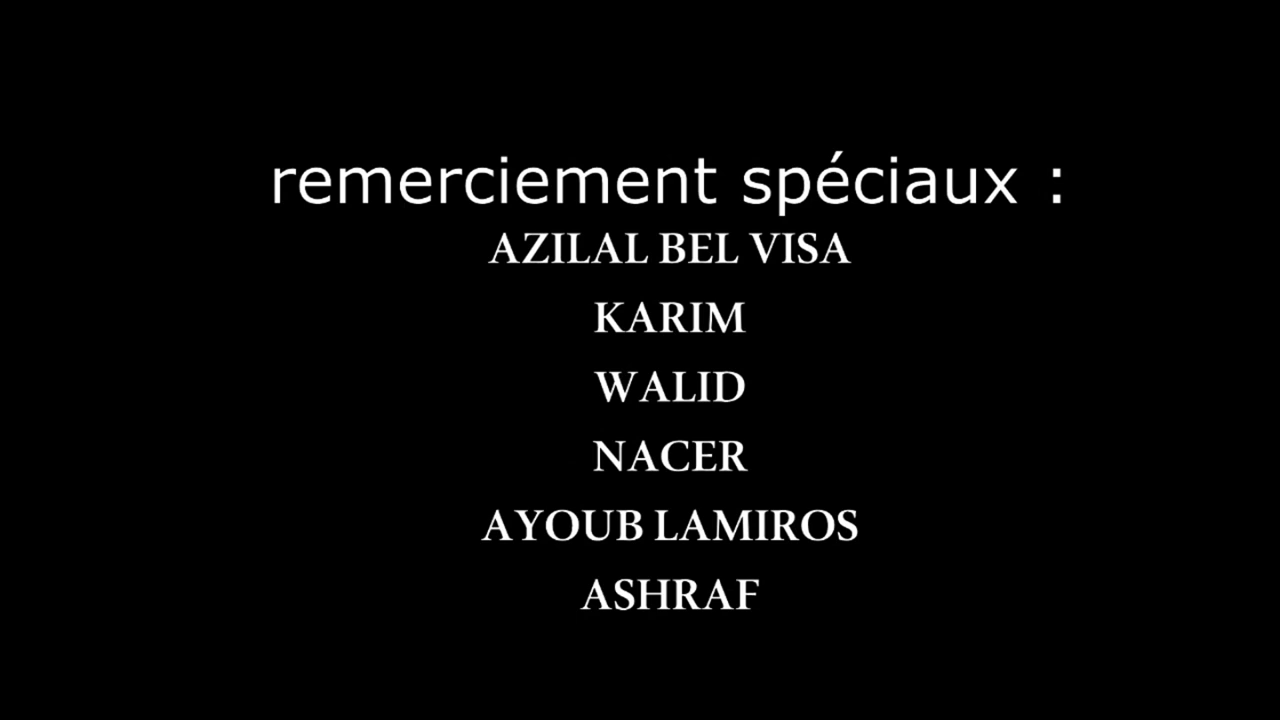 remerciement spéciaux :
AZILAL BEL VISA
KARIM
WALID
NACER
AYOUB LAMIROS
ASHRAF